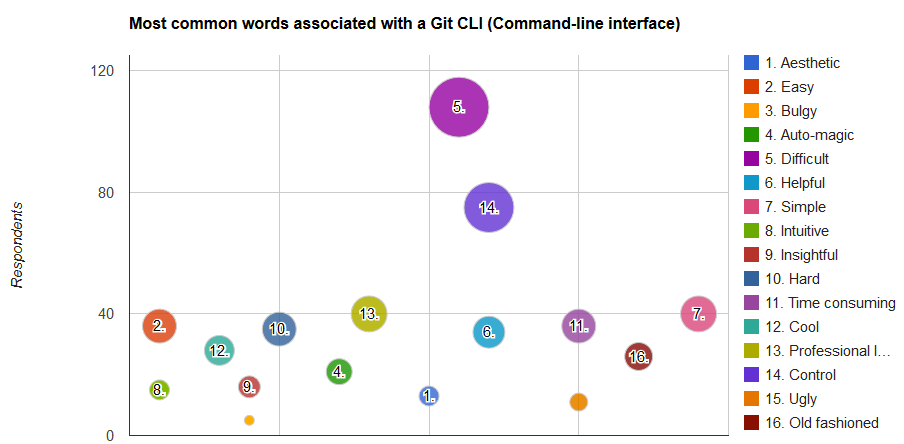 Most common words associated with a Git CLI (Command-line interface)
120
80
40
0
Respondents
5.
14.
13.
7.
2.
10.
6.
11.
12.
16.
4.
9.
8.
1.
1. Aesthetic
2. Easy
3. Bulgy
4. Auto-magic
5. Difficult
6. Helpful
7. Simple
8. Intuitive
9. Insightful
10. Hard
11. Time consuming
12. Cool
13. Professional l...
14. Control
15. Ugly
16. Old fashioned